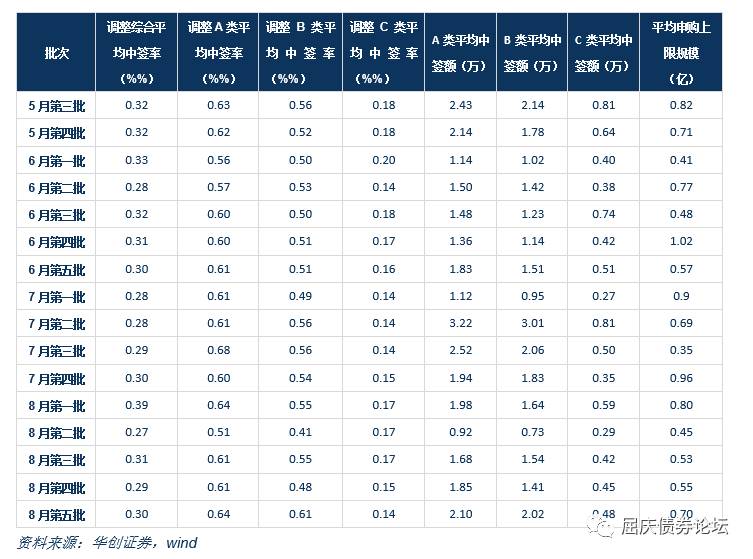 批次 调整综合平均中签率（%%） 调整A类平均中签率（%%） 调整 B 类平均中签率（%%） 调整 C 类平均中签率（%%） A 类平均中签额（万） B 类平均中签额（万） C 类平均中签额（万） 平均申购上限规模（亿）
5 月第三批 0.32 0.63 0.56 0.18 2.43 2.14 0.81 0.82
5 月第四批 0.32 0.62 0.52 0.18 2.14 1.78 0.64 0.71
6 月第一批 0.33 0.56 0.50 0.20 1.14 1.02 0.40 0.41
6 月第二批 0.28 0.57 0.53 0.14 1.50 1.42 0.38 0.77
6 月第三批 0.32 0.60 0.50 0.18 1.48 1.23 0.74 0.48
6 月第四批 0.31 0.60 0.51 0.17 1.36 1.14 0.42 1.02
6 月第五批 0.30 0.61 0.51 0.16 1.83 1.51 0.51 0.57
7 月第一批 0.28 0.61 0.49 0.14 1.12 0.95 0.27 0.9
7 月第二批 0.28 0.61 0.56 0.14 3.22 3.01 0.81 0.69
7 月第三批 0.29 0.68 0.56 0.14 2.52 2.06 0.50 0.35
7 月第四批 0.30 0.60 0.54 0.15 1.94 1.83 0.35 0.96
8 月第一批 0.39 0.64 0.55 0.17 1.98 1.64 0.59 0.80
8 月第二批 0.27 0.51 0.41 0.17 0.92 0.73 0.29 0.45
8 月第三批 0.31 0.61 0.55 0.17 1.68 1.54 0.42 0.53
8 月第四批 0.29 0.61 0.48 0.15 1.85 1.41 0.45 0.55
8 月第五批 0.30 0.64 0.61 0.14 2.10 2.02 0.48 0.70
资料来源：华创证券，wind
屈庆债券论坛